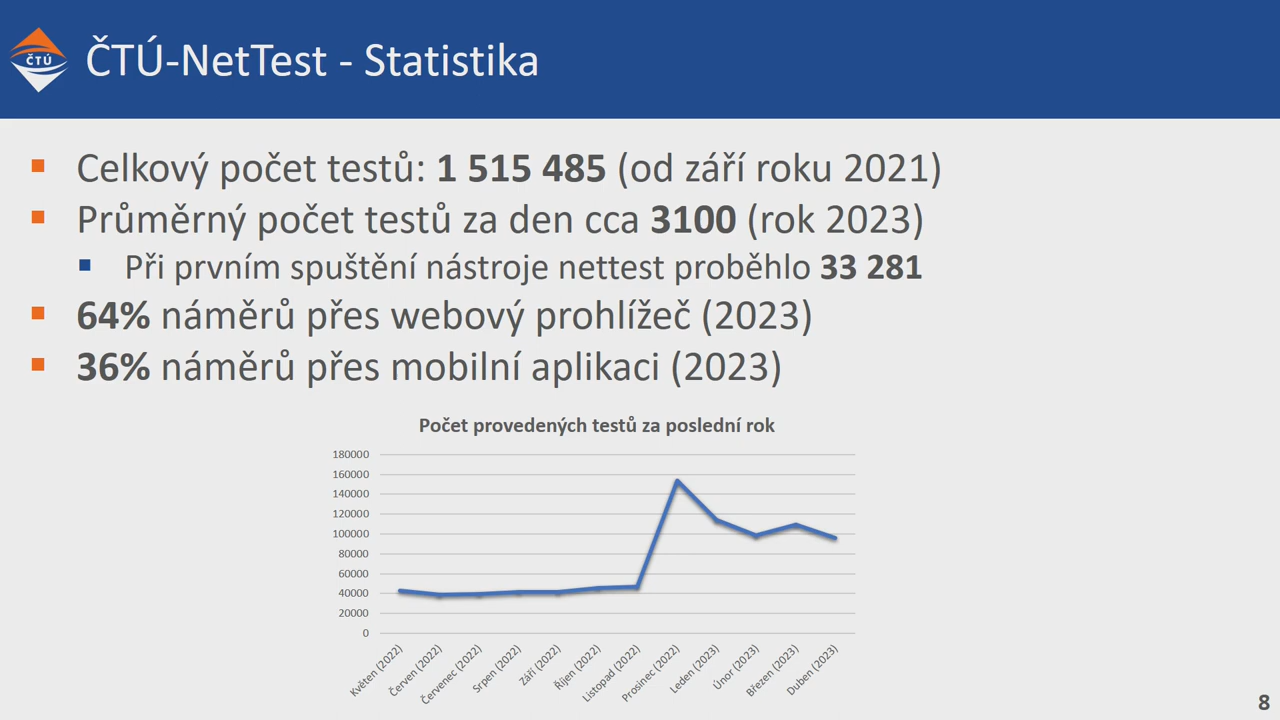 ČTÚ
ČTÚ-NetTest - Statistika
Celkový počet testů: 1 515 485 (od září roku 2021)
Průměrný počet testů za den cca 3100 (rok 2023)
Při prvním spuštění nástroje nettest proběhlo 33 281
64% náměrů přes webový prohlížeč (2023)
36% náměrů přes mobilní aplikaci (2023)
Počet provedených testů za poslední rok
180000
160000
140000
120000
100000
80000
60000
40000
20000
0
Květen (2022)
Červen (2022)
Červenec (2022)
Srpen (2022)
Září (2022)
Říjen (2022)
Listopad (2022)
Prosinec (2022)
Leden (2023)
Únor (2023)
Březen (2023)
Duben (2023)
8